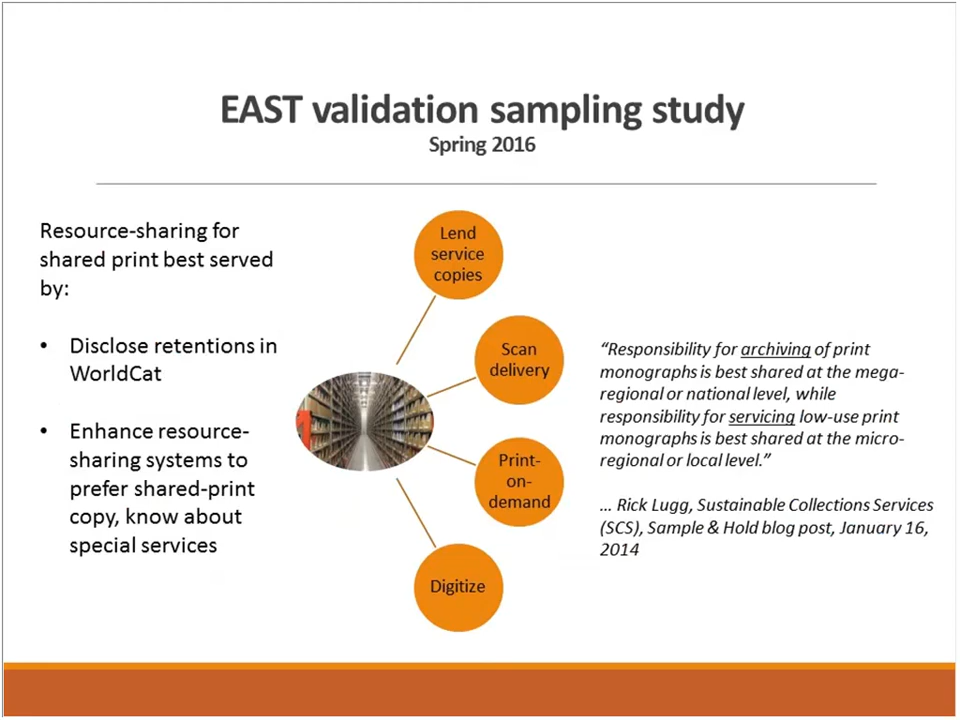 EAST validation sampling study
Spring 2016
Resource-sharing for
shared print best served
by:
• Disclose retentions in
WorldCat
• Enhance resource-
sharing systems to
prefer shared-print
copy, know about
special services
Lend
service
copies
Scan
delivery
Print-
on-
demand
Digitize
“Responsibility for archiving of print
monographs is best shared at the mega-
regional or national level, while
responsibility for servicing low-use print
monographs is best shared at the micro-
regional or local level.”
… Rick Lugg, Sustainable Collections Services
(SCS), Sample & Hold blog post, January 16,
2014